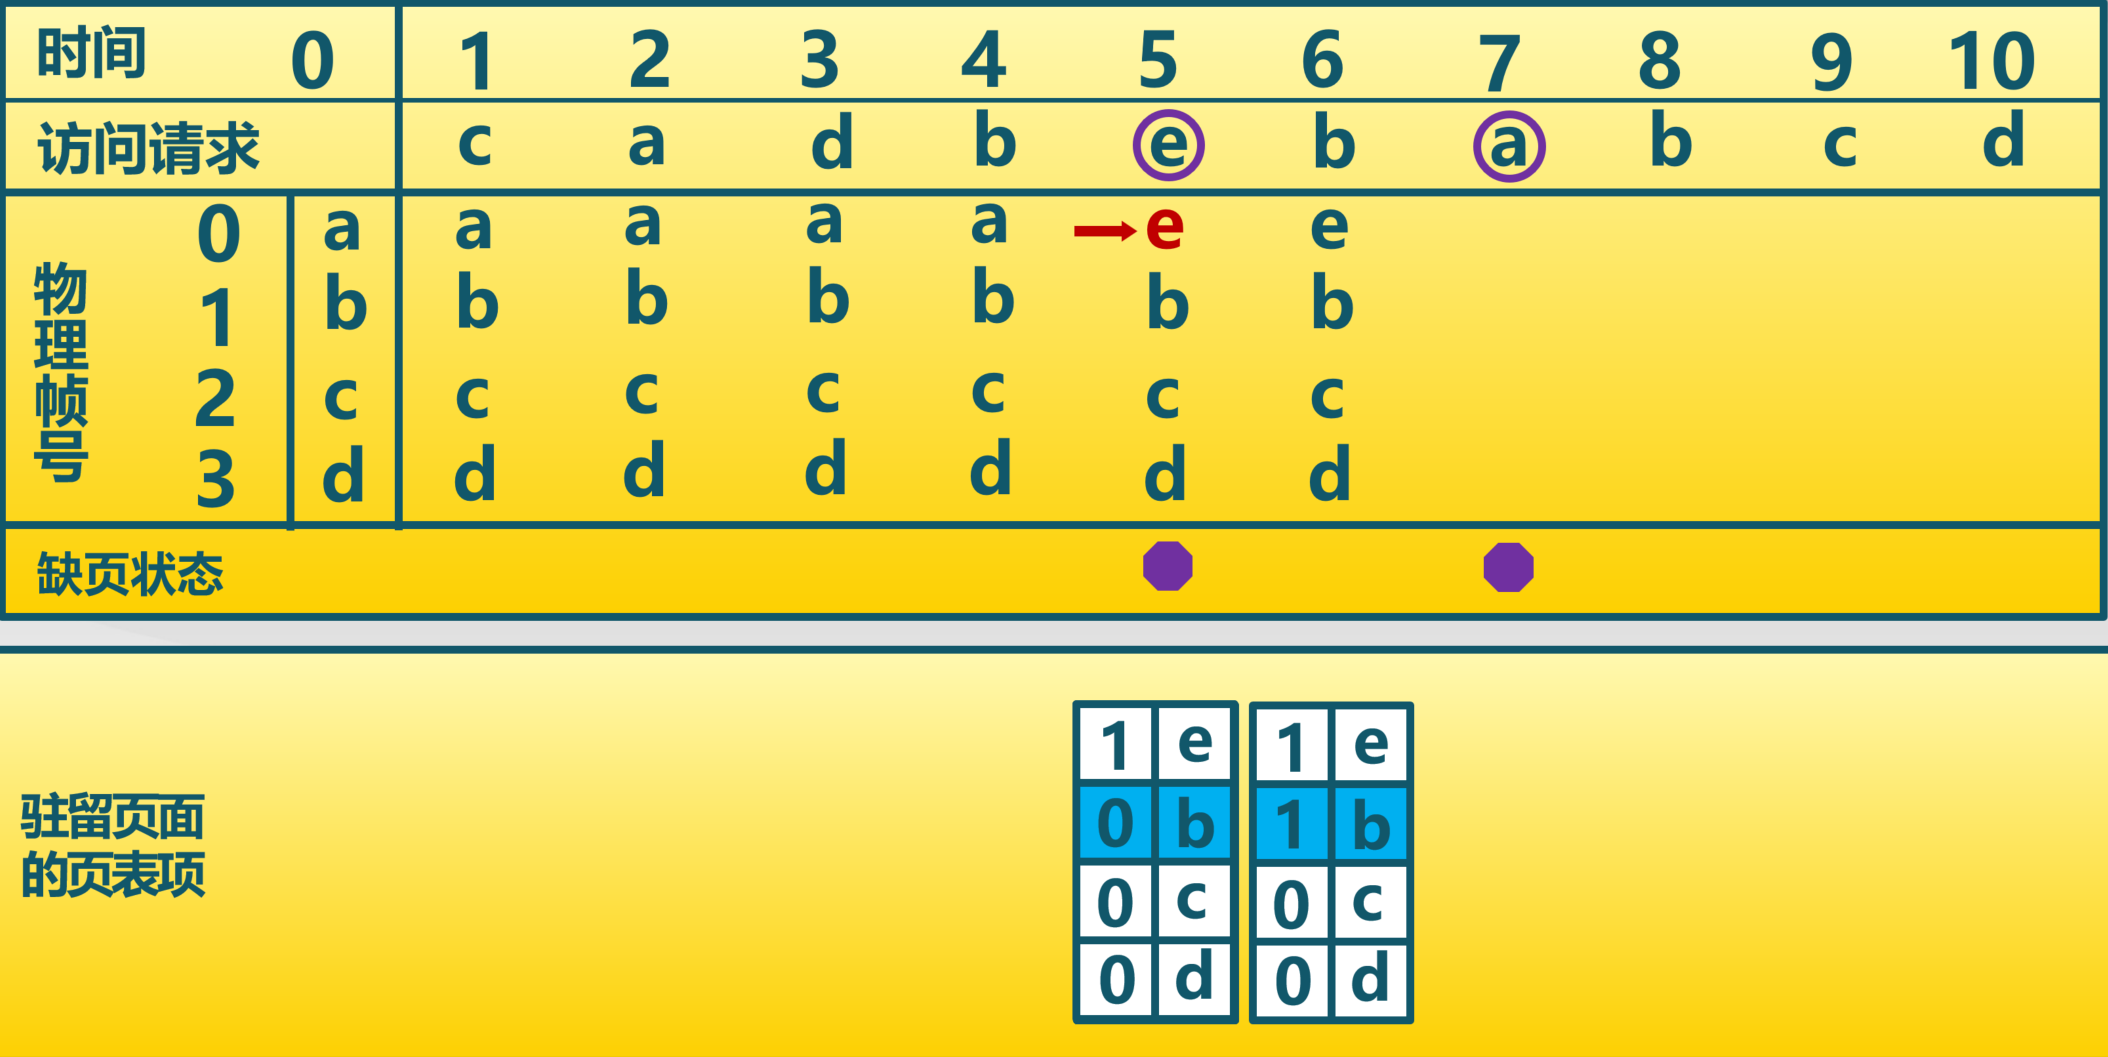 时间 0 1 2 3 4 5 6 7 8 9 10
访问请求 c a d b e b a b c d
物理帧号
0 a a a a a e e
1 b b b b b b b
2 c c c c c c c
3 d d d d d d d
缺页状态
驻留页面
的页表项
1 e 1 e
0 b 1 b
0 c 0 c
0 d 0 d